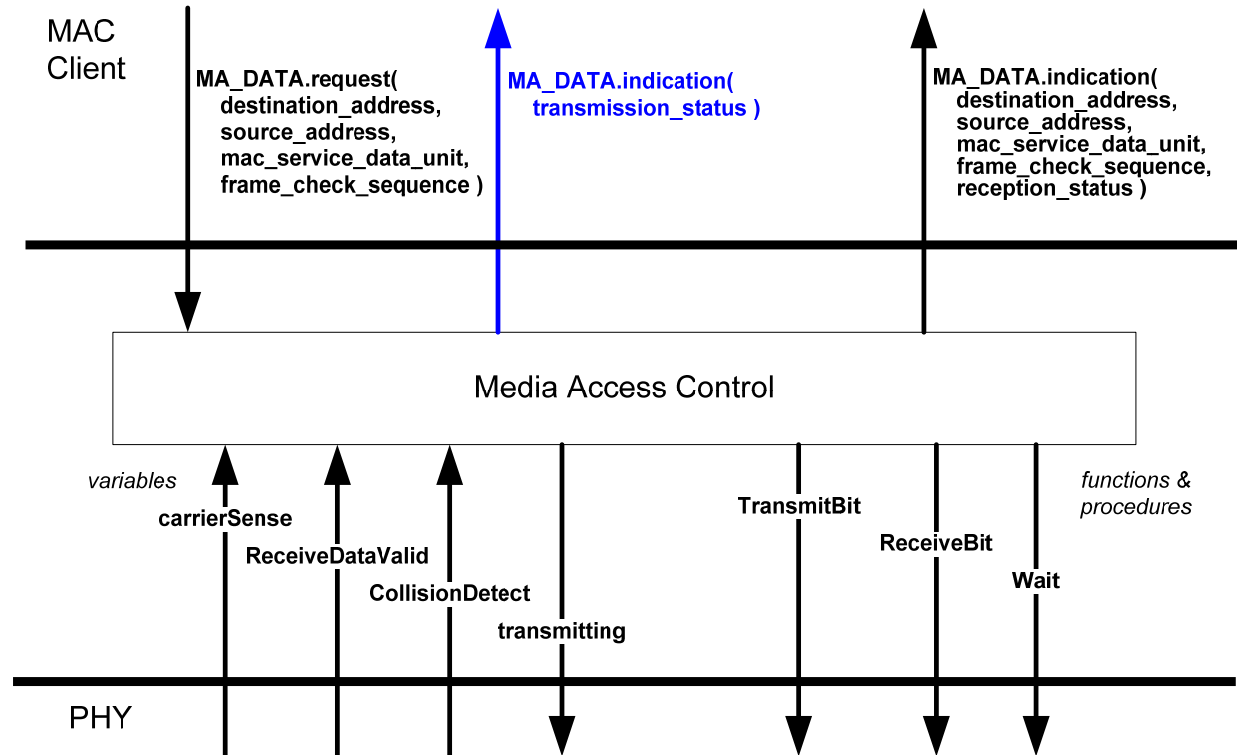 MAC
Client
MA_DATA.request(
destination_address,
source_address,
mac_service_data_unit,
frame_check_sequence )
MA_DATA.indication(
transmission_status )
MA_DATA.indication(
destination_address,
source_address,
mac_service_data_unit,
frame_check_sequence,
reception_status )
Media Access Control
variables
carrierSense
ReceiveDataValid
CollisionDetect
transmitting
TransmitBit
ReceiveBit
Wait
functions &
procedures
PHY